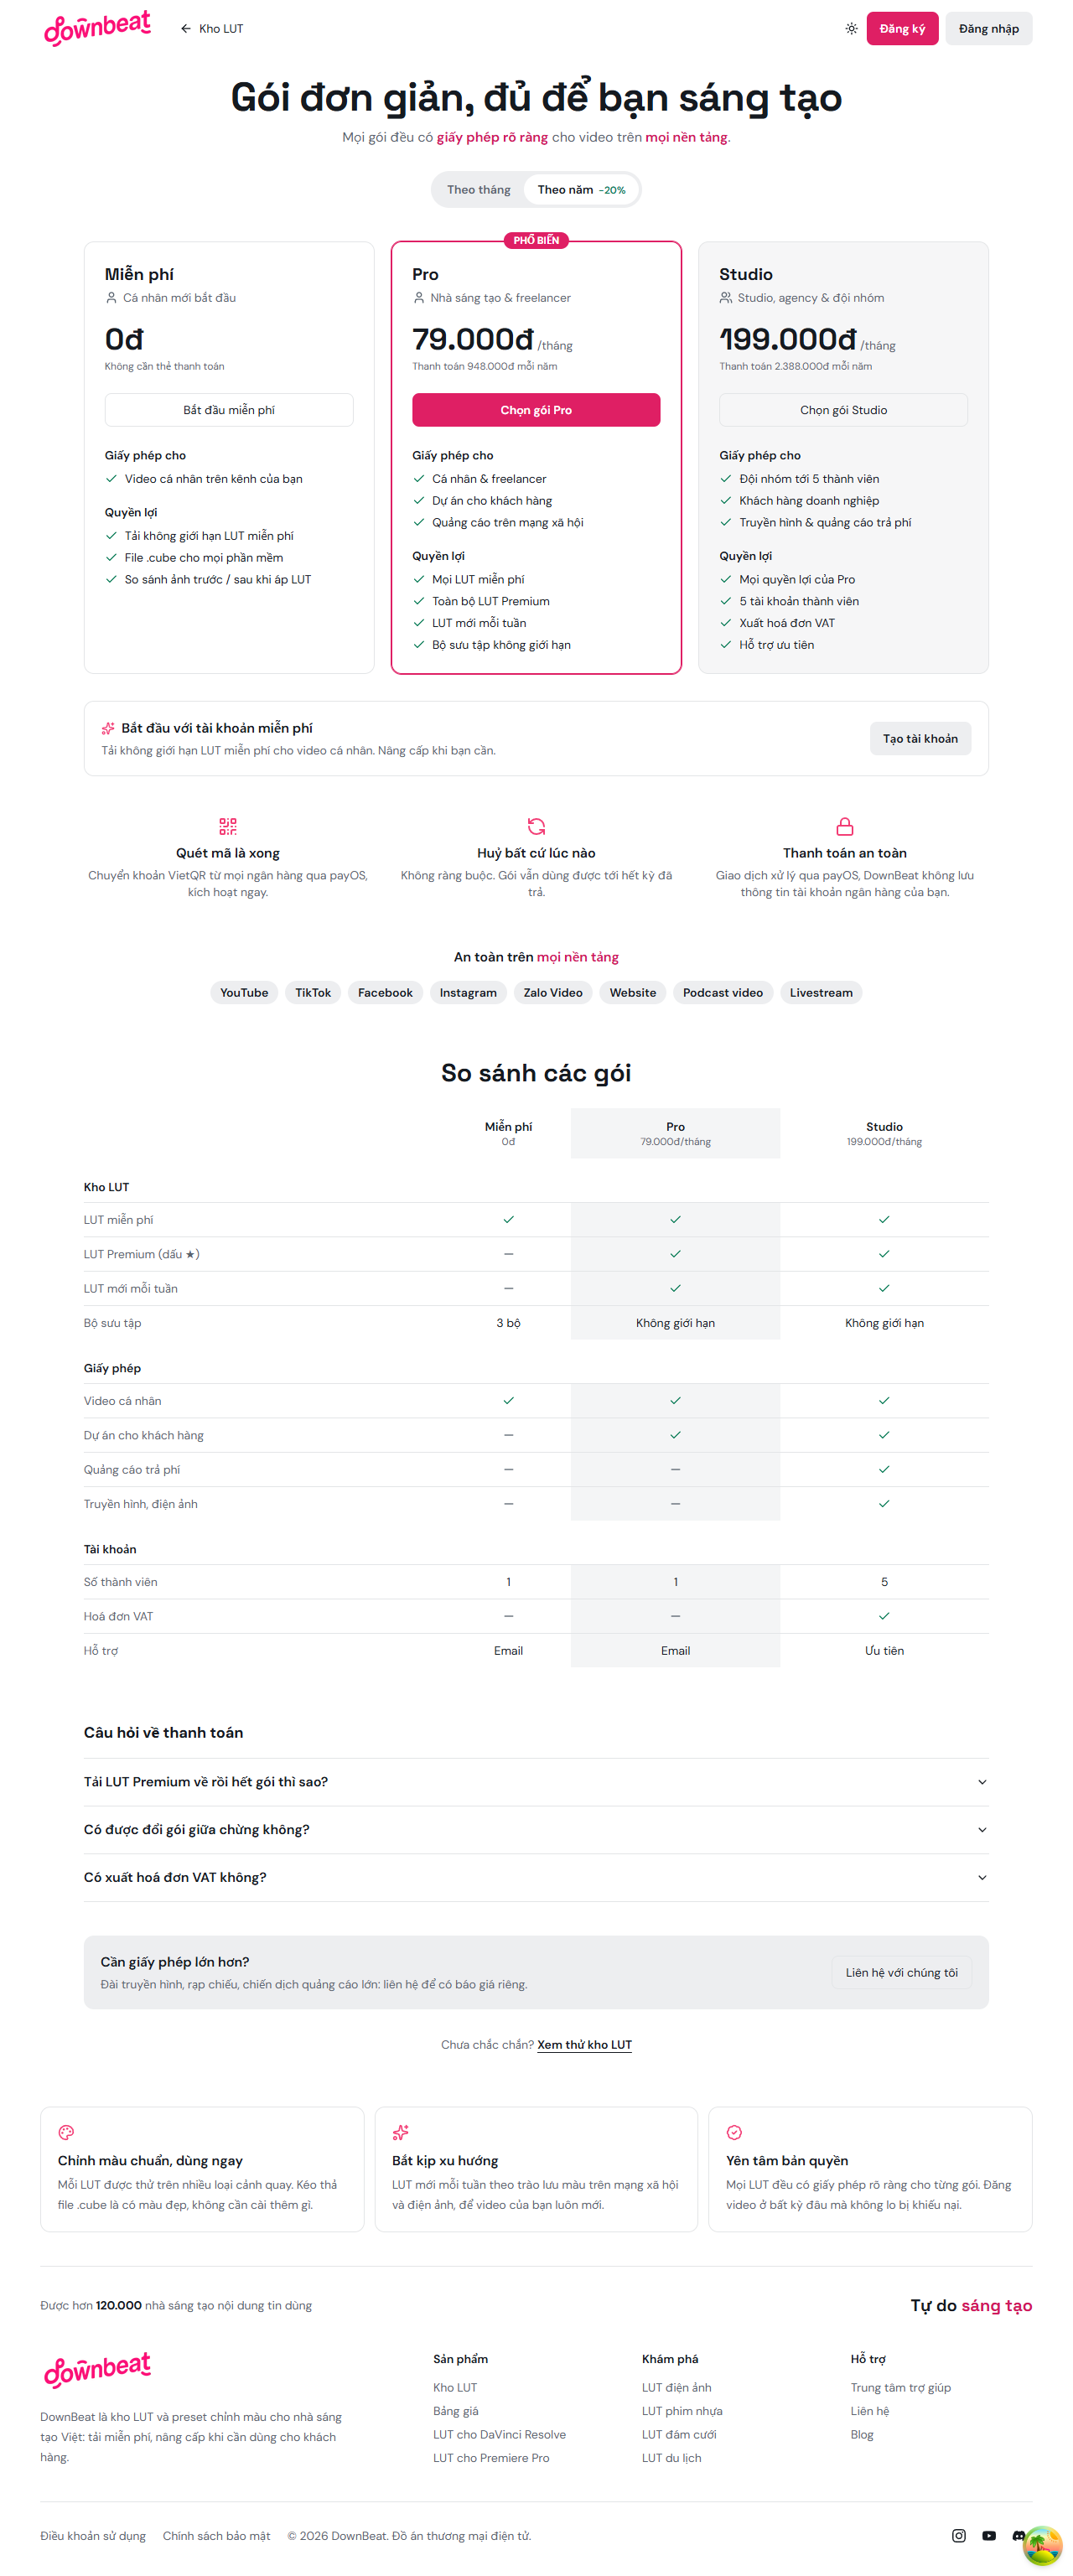 downbeat
Kho LUT
Đăng ký
Đăng nhập
Gói đơn giản, đủ để bạn sáng tạo
Mọi gói đều có giấy phép rõ ràng cho video trên mọi nền tảng.
Theo tháng
Theo năm -20%
Miễn phí
Cá nhân mới bắt đầu
0đ
Không cần thẻ thanh toán
Bắt đầu miễn phí
Giấy phép cho
Video cá nhân trên kênh của bạn
Quyền lợi
Tải không giới hạn LUT miễn phí
File .cube cho mọi phần mềm
So sánh ảnh trước / sau khi áp LUT
PHỔ BIẾN
Pro
Nhà sáng tạo & freelancer
79.000đ /tháng
Thanh toán 948.000đ mỗi năm
Chọn gói Pro
Giấy phép cho
Cá nhân & freelancer
Dự án cho khách hàng
Quảng cáo trên mạng xã hội
Quyền lợi
Mọi LUT miễn phí
Toàn bộ LUT Premium
LUT mới mỗi tuần
Bộ sưu tập không giới hạn
Studio
Studio, agency & đội nhóm
199.000đ /tháng
Thanh toán 2.388.000đ mỗi năm
Chọn gói Studio
Giấy phép cho
Đội nhóm tới 5 thành viên
Khách hàng doanh nghiệp
Truyền hình & quảng cáo trả phí
Quyền lợi
Mọi quyền lợi của Pro
5 tài khoản thành viên
Xuất hoá đơn VAT
Hỗ trợ ưu tiên
Bắt đầu với tài khoản miễn phí
Tải không giới hạn LUT miễn phí cho video cá nhân. Nâng cấp khi bạn cần.
Tạo tài khoản
Quét mã là xong
Chuyển khoản VietQR từ mọi ngân hàng qua payOS,
kích hoạt ngay.
Huỷ bất cứ lúc nào
Không ràng buộc. Gói vẫn dùng được tới hết kỳ đã
trả.
Thanh toán an toàn
Giao dịch xử lý qua payOS, DownBeat không lưu
thông tin tài khoản ngân hàng của bạn.
An toàn trên mọi nền tảng
YouTube TikTok Facebook Instagram Zalo Video Website Podcast video Livestream
So sánh các gói
Miễn phí Pro Studio
0đ 79.000đ/tháng 199.000đ/tháng
Kho LUT
LUT miễn phí
LUT Premium (dấu ★) —
LUT mới mỗi tuần —
Bộ sưu tập 3 bộ Không giới hạn Không giới hạn
Giấy phép
Video cá nhân
Dự án cho khách hàng —
Quảng cáo trả phí — —
Truyền hình, điện ảnh — —
Tài khoản
Số thành viên 1 1 5
Hoá đơn VAT — —
Hỗ trợ Email Email Ưu tiên
Câu hỏi về thanh toán
Tải LUT Premium về rồi hết gói thì sao?
Có được đổi gói giữa chừng không?
Có xuất hoá đơn VAT không?
Cần giấy phép lớn hơn?
Đài truyền hình, rạp chiếu, chiến dịch quảng cáo lớn: liên hệ để có báo giá riêng.
Liên hệ với chúng tôi
Chưa chắc chắn? Xem thử kho LUT
Chỉnh màu chuẩn, dùng ngay
Mỗi LUT được thử trên nhiều loại cảnh quay. Kéo thả
file .cube là có màu đẹp, không cần cài thêm gì.
Bắt kịp xu hướng
LUT mới mỗi tuần theo trào lưu màu trên mạng xã hội
và điện ảnh, để video của bạn luôn mới.
Yên tâm bản quyền
Mọi LUT đều có giấy phép rõ ràng cho từng gói. Đăng
video ở bất kỳ đâu mà không lo bị khiếu nại.
Được hơn 120.000 nhà sáng tạo nội dung tin dùng
Tự do sáng tạo
downbeat
DownBeat là kho LUT và preset chỉnh màu cho nhà sáng
tạo Việt: tải miễn phí, nâng cấp khi cần dùng cho khách
hàng.
Sản phẩm
Kho LUT
Bảng giá
LUT cho DaVinci Resolve
LUT cho Premiere Pro
Khám phá
LUT điện ảnh
LUT phim nhựa
LUT đám cưới
LUT du lịch
Hỗ trợ
Trung tâm trợ giúp
Liên hệ
Blog
Điều khoản sử dụng Chính sách bảo mật © 2026 DownBeat. Đồ án thương mại điện tử.